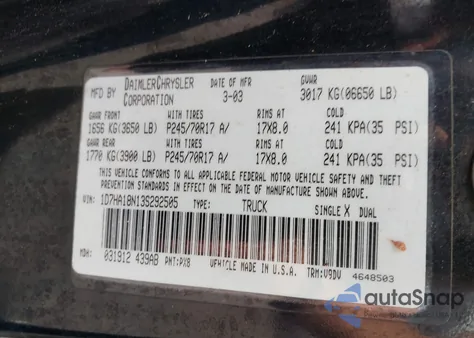 MFD BY DAIMLERCHRYSLER CORPORATION DATE OF MFR 3-03 GVWR 3017 KG(06650 LB)
GAWR FRONT WITH TIRES RIMS AT COLD
1656 KG(3650 LB) P245/70R17 A/ 17X8.0 241 KPA(35 PSI)
GAWR REAR WITH TIRES RIMS AT COLD
1770 KG(3900 LB) P245/70R17 A/ 17X8.0 241 KPA(35 PSI)
THIS VEHICLE CONFORMS TO ALL APPLICABLE FEDERAL MOTOR VEHICLE SAFETY AND THEFT
PREVENTION STANDARDS IN EFFECT ON THE DATE OF MANUFACTURE SHOWN ABOVE.
VIN: 1D7HA18N13S292505 TYPE: TRUCK SINGLE X DUAL
MDH: 031912 439AB PNT:PX8 VEHICLE MADE IN U.S.A. TRM:V9DV 4648503
autoSnap